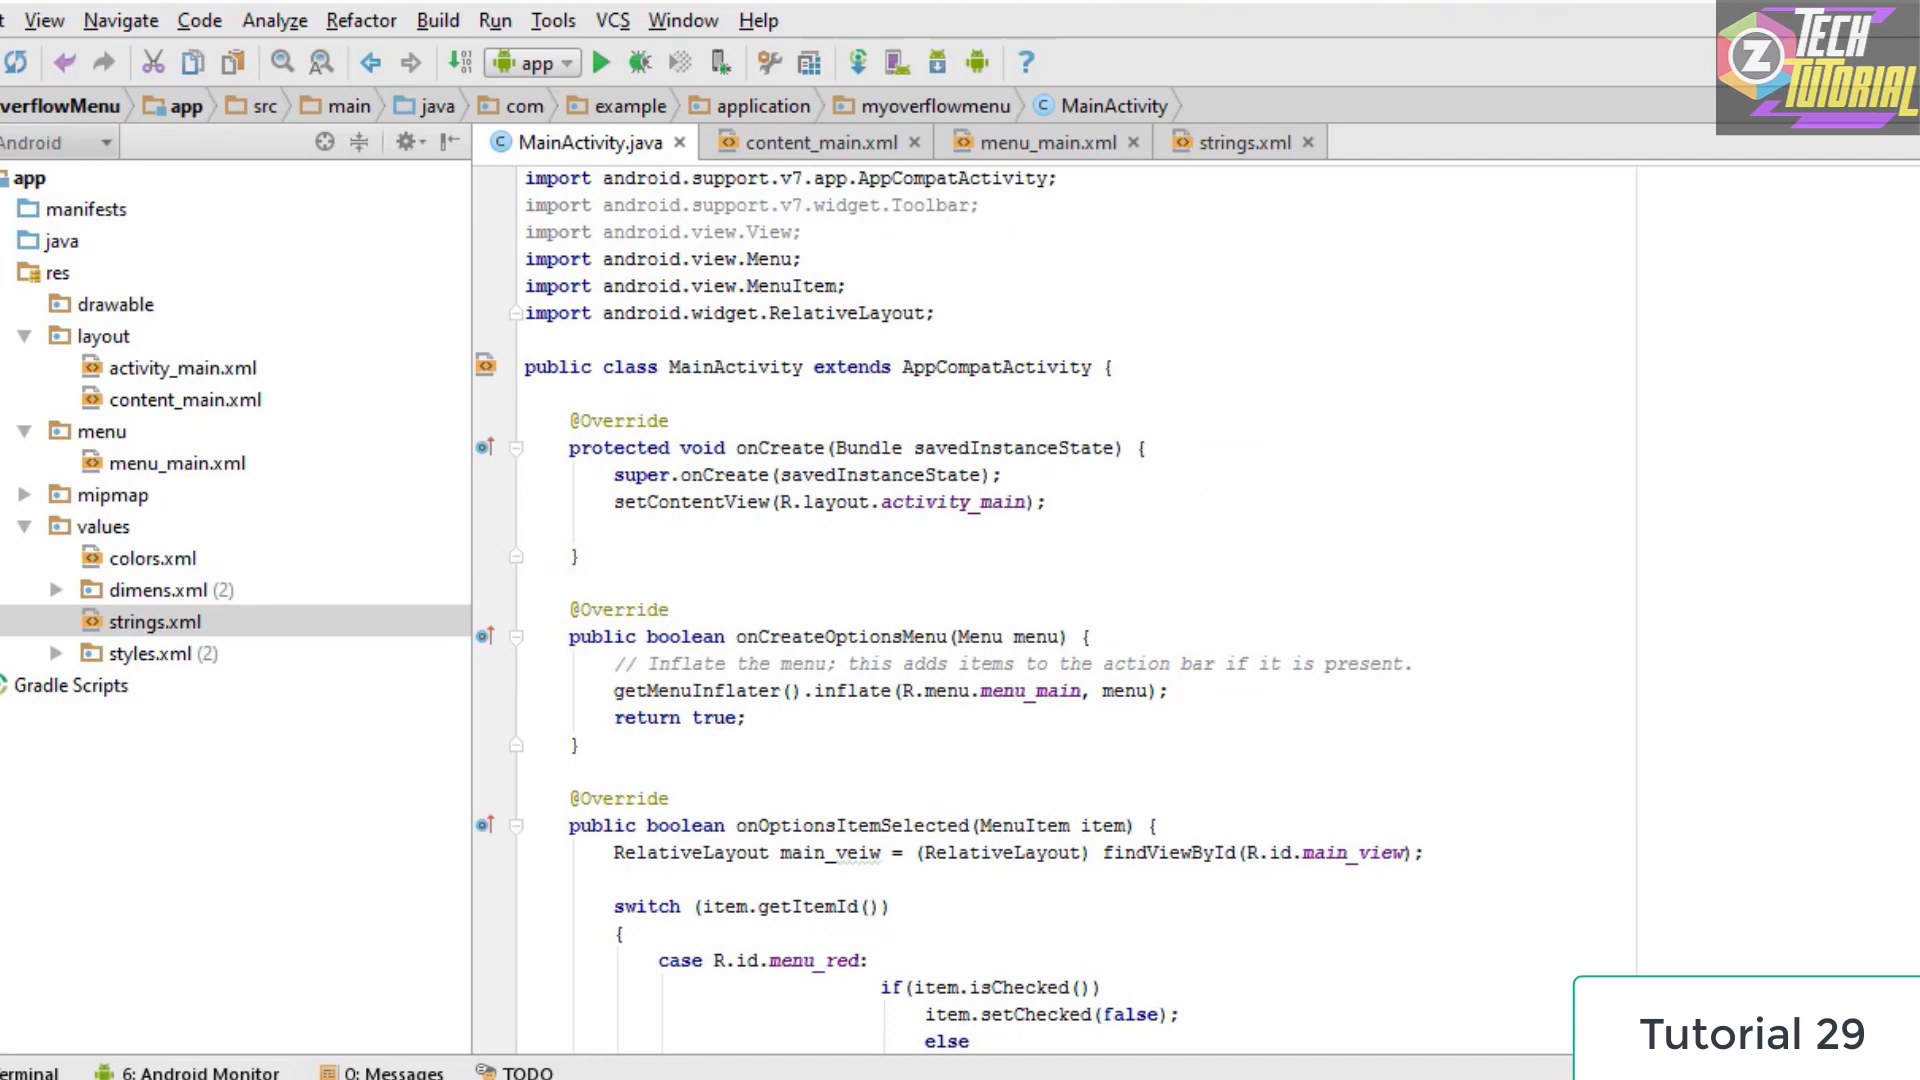 View Navigate Code Analyze Refactor Build Run Tools VCS Window Help
app
verflowMenu app src main java com example application myoverflowmenu MainActivity
Android
MainActivity.java content_main.xml menu_main.xml strings.xml
Z TECH TUTORIAL
app
manifests
java
res
drawable
layout
activity_main.xml
content_main.xml
menu
menu_main.xml
mipmap
values
colors.xml
dimens.xml (2)
strings.xml
styles.xml (2)
Gradle Scripts
import android.support.v7.app.AppCompatActivity;
import android.support.v7.widget.Toolbar;
import android.view.View;
import android.view.Menu;
import android.view.MenuItem;
import android.widget.RelativeLayout;
public class MainActivity extends AppCompatActivity {
@Override
protected void onCreate(Bundle savedInstanceState) {
super.onCreate(savedInstanceState);
setContentView(R.layout.activity_main);
}
@Override
public boolean onCreateOptionsMenu(Menu menu) {
// Inflate the menu; this adds items to the action bar if it is present.
getMenuInflater().inflate(R.menu.menu_main, menu);
return true;
}
@Override
public boolean onOptionsItemSelected(MenuItem item) {
RelativeLayout main_veiw = (RelativeLayout) findViewById(R.id.main_view);
switch (item.getItemId())
{
case R.id.menu_red:
if(item.isChecked())
item.setChecked(false);
else
Tutorial 29
erminal 6: Android Monitor 0: Messages TODO